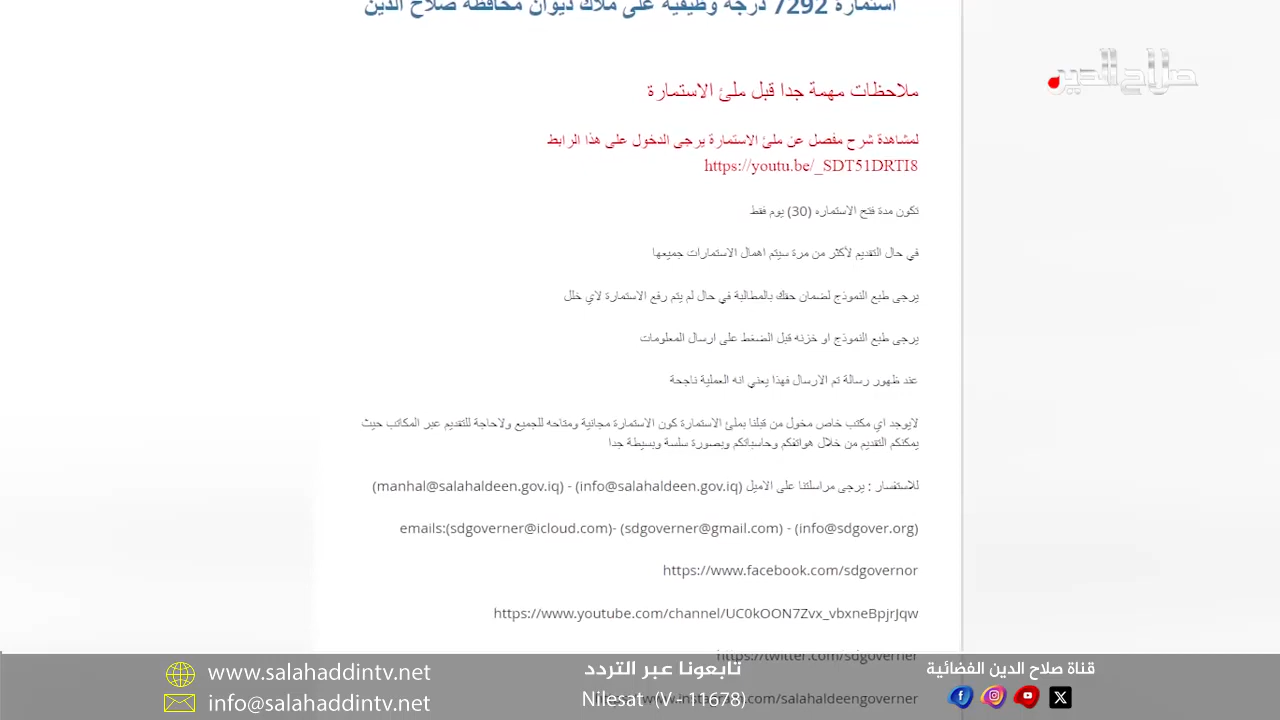 استمارة 7292 درجة وظيفية على ملاك ديوان محافظة صلاح الدين
صلاح الدين
ملاحظات مهمة جدا قبل ملئ الاستمارة
لمشاهدة شرح مفصل عن ملئ الاستمارة يرجى الدخول على هذا الرابط
https://youtu.be/_SDT51DRTI8
تكون مدة فتح الاستماره (30) يوم فقط
في حال التقديم لأكثر من مرة سيتم اهمال الاستمارات جميعها
يرجى طبع النموذج لضمان حقك بالمطالبة في حال لم يتم رفع الاستمارة لاي خلل
يرجى طبع النموذج او خزنه قبل الضغط على ارسال المعلومات
عند ظهور رسالة تم الارسال فهذا يعني انه العملية ناجحة
لايوجد اي مكتب خاص مخول من قبلنا بملئ الاستمارة كون الاستمارة مجانية ومتاحه للجميع ولاحاجة للتقديم عبر المكاتب حيث
يمكنكم التقديم من خلال هواتفكم وحاسباتكم وبصورة سلسة وبسيطة جدا
للاستفسار : يرجى مراسلتنا على الاميل (info@salahaldeen.gov.iq) - (manhal@salahaldeen.gov.iq)
emails:(sdgoverner@icloud.com)- (sdgoverner@gmail.com) - (info@sdgover.org)
https://www.facebook.com/sdgovernor
https://www.youtube.com/channel/UC0kOON7Zvx_vbxneBpjrJqw
https://twitter.com/sdgoverner
www.instagram.com/salahaldeengoverner
قناة صلاح الدين الفضائية
تابعونا عبر التردد
Nilesat (V - 11678)
www.salahaddintv.net
info@salahaddintv.net